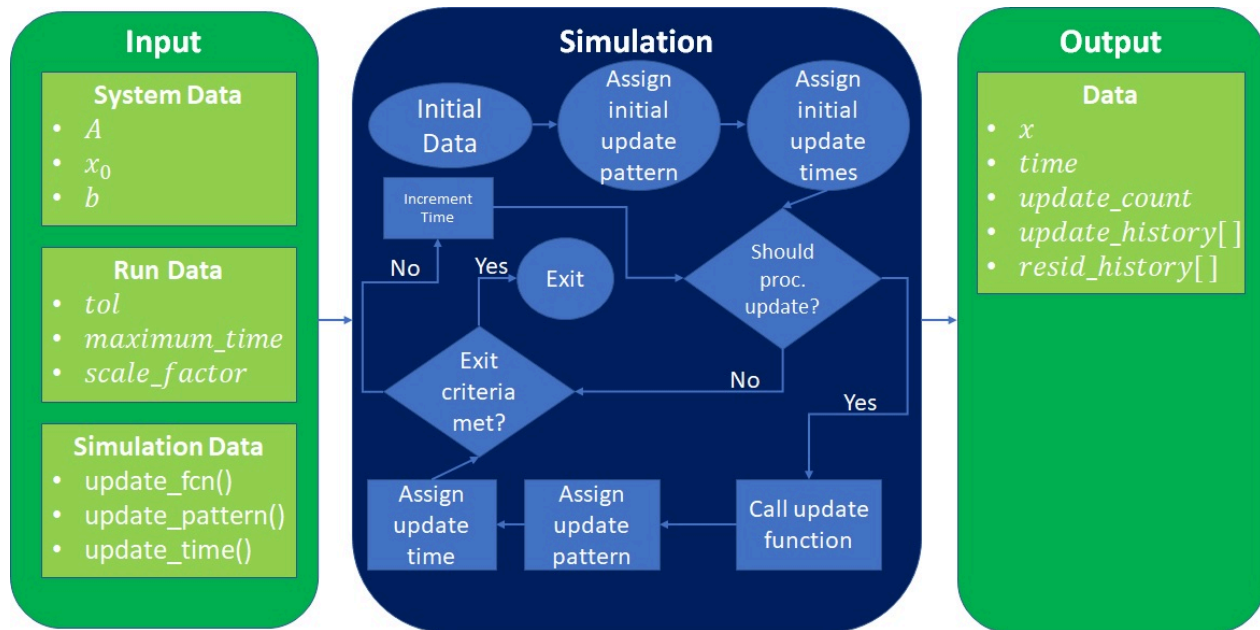 Input
System Data
• A
• x₀
• b
Run Data
• tol
• maximum_time
• scale_factor
Simulation Data
• update_fcn()
• update_pattern()
• update_time()
Simulation
Initial
Data
Assign
initial
update
pattern
Assign
initial
update
times
Increment
Time
Should
proc.
update?
No
Yes
Exit
Exit
criteria
met?
No
Yes
Assign
update
time
Assign
update
pattern
Call update
function
Output
Data
• x
• time
• update_count
• update_history[ ]
• resid_history[ ]